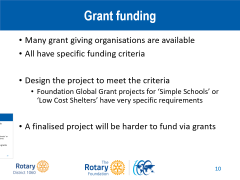 Grant funding
• Many grant giving organisations are available
• All have specific funding criteria
• Design the project to meet the criteria
• Foundation Global Grant projects for 'Simple Schools' or
'Low Cost Shelters' have very specific requirements
• A finalised project will be harder to fund via grants
Rotary
District 1060
The
Rotary
Foundation
10